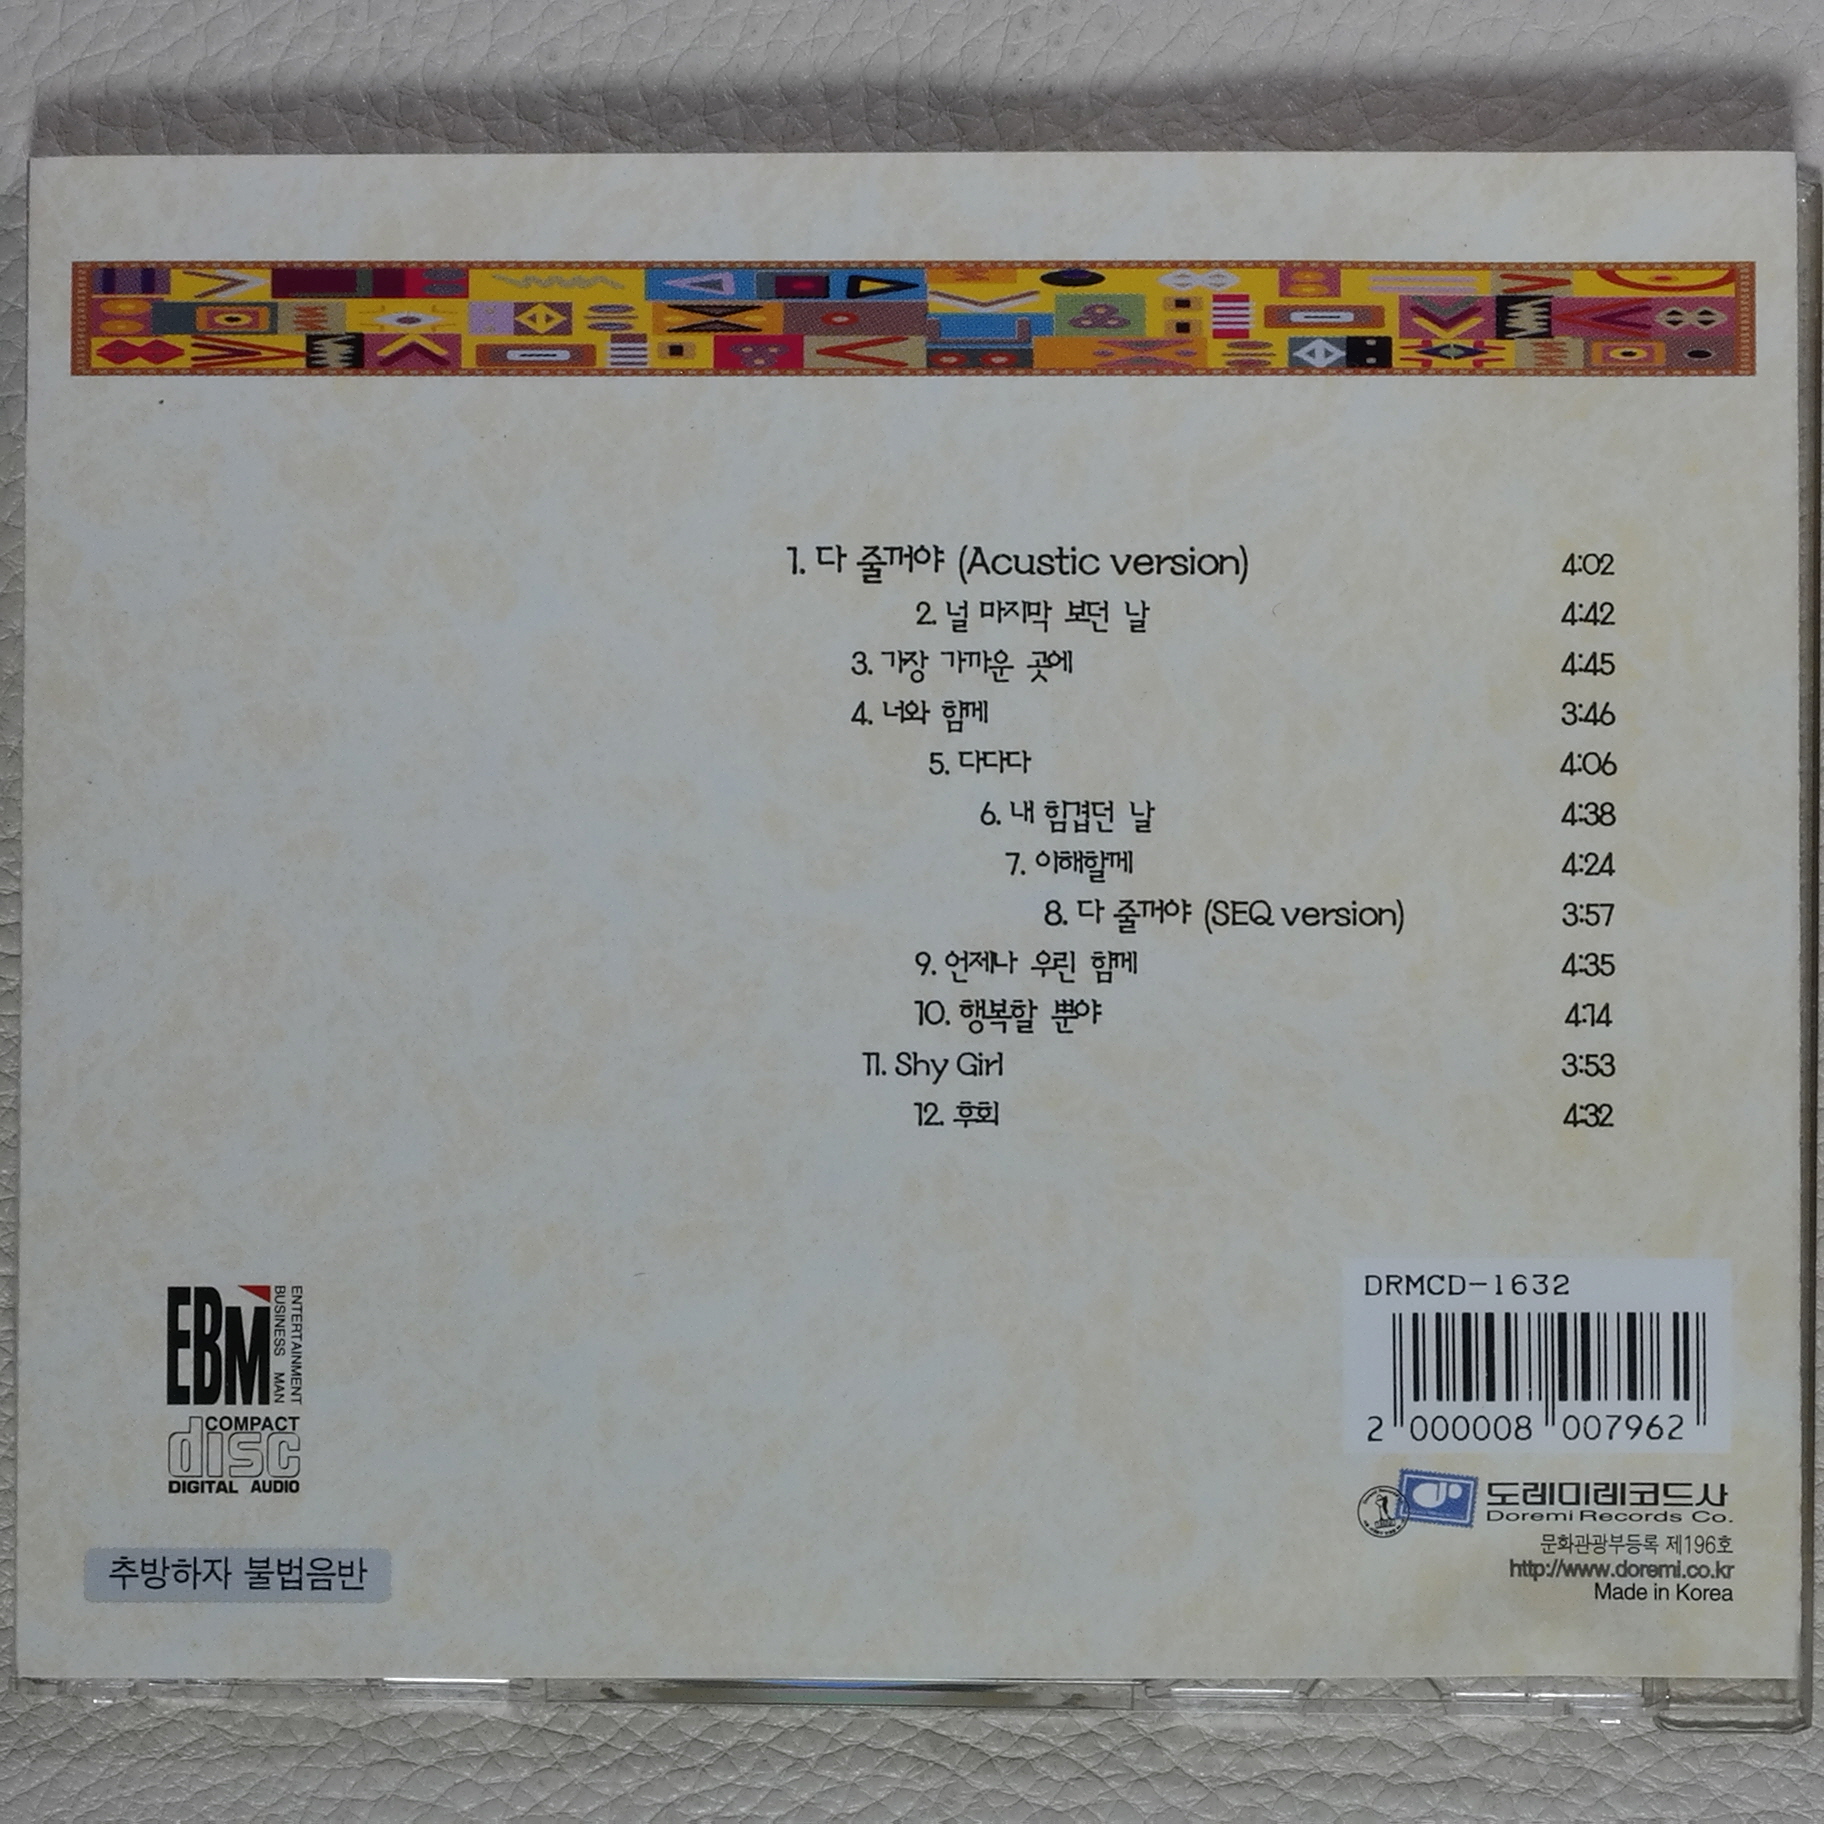 1. 다 줄꺼야 (Acustic version) 4:02
2. 널 마지막 보던 날 4:42
3. 가장 가까운 곳에 4:45
4. 너와 함께 3:46
5. 다다다 4:06
6. 내 힘겹던 날 4:38
7. 이해할께 4:24
8. 다 줄꺼야 (SEQ version) 3:57
9. 언제나 우린 함께 4:35
10. 행복할 뿐야 4:14
11. Shy Girl 3:53
12. 후회 4:32
EBM
ENTERTAINMENT
BUSINESS MAN
COMPACT
disc
DIGITAL AUDIO
추방하자 불법음반
DRMCD-1632
2 000008 007962
도레미레코드사
Doremi Records Co.
문화관광부등록 제196호
http://www.doremi.co.kr
Made in Korea